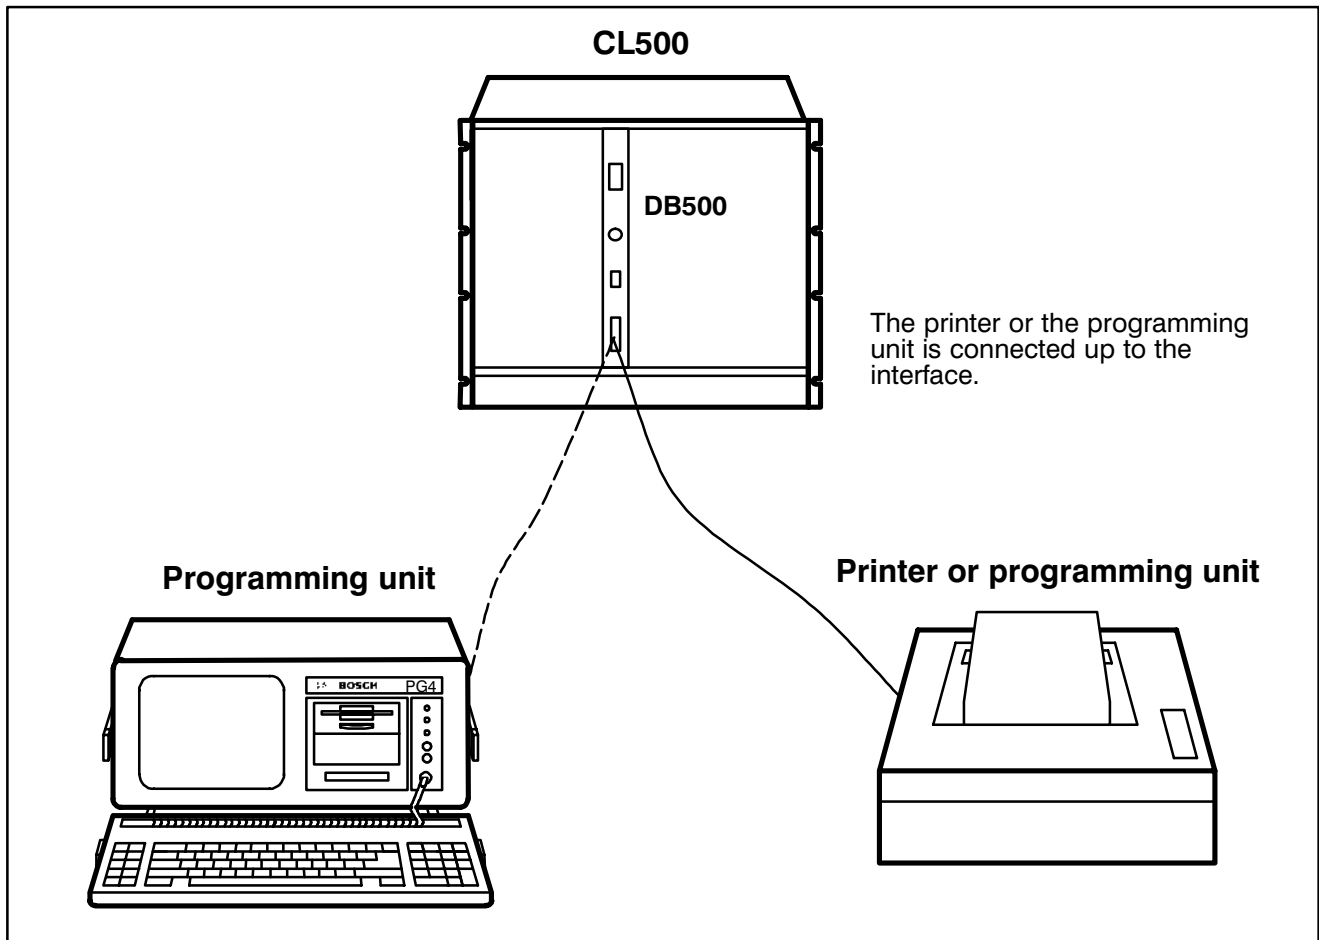 CL500
DB500
The printer or the programming
unit is connected up to the
interface.
Programming unit
Printer or programming unit
BOSCH PG4